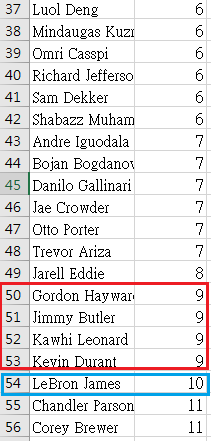 37 Luol Deng 6
38 Mindaugas Kuzr 6
39 Omri Casspi 6
40 Richard Jefferso 6
41 Sam Dekker 6
42 Shabazz Muham 6
43 Andre Iguodala 7
44 Bojan Bogdanov 7
45 Danilo Gallinari 7
46 Jae Crowder 7
47 Otto Porter 7
48 Trevor Ariza 7
49 Jarell Eddie 8
50 Gordon Haywar 9
51 Jimmy Butler 9
52 Kawhi Leonard 9
53 Kevin Durant 9
54 LeBron James 10
55 Chandler Parson 11
56 Corey Brewer 11